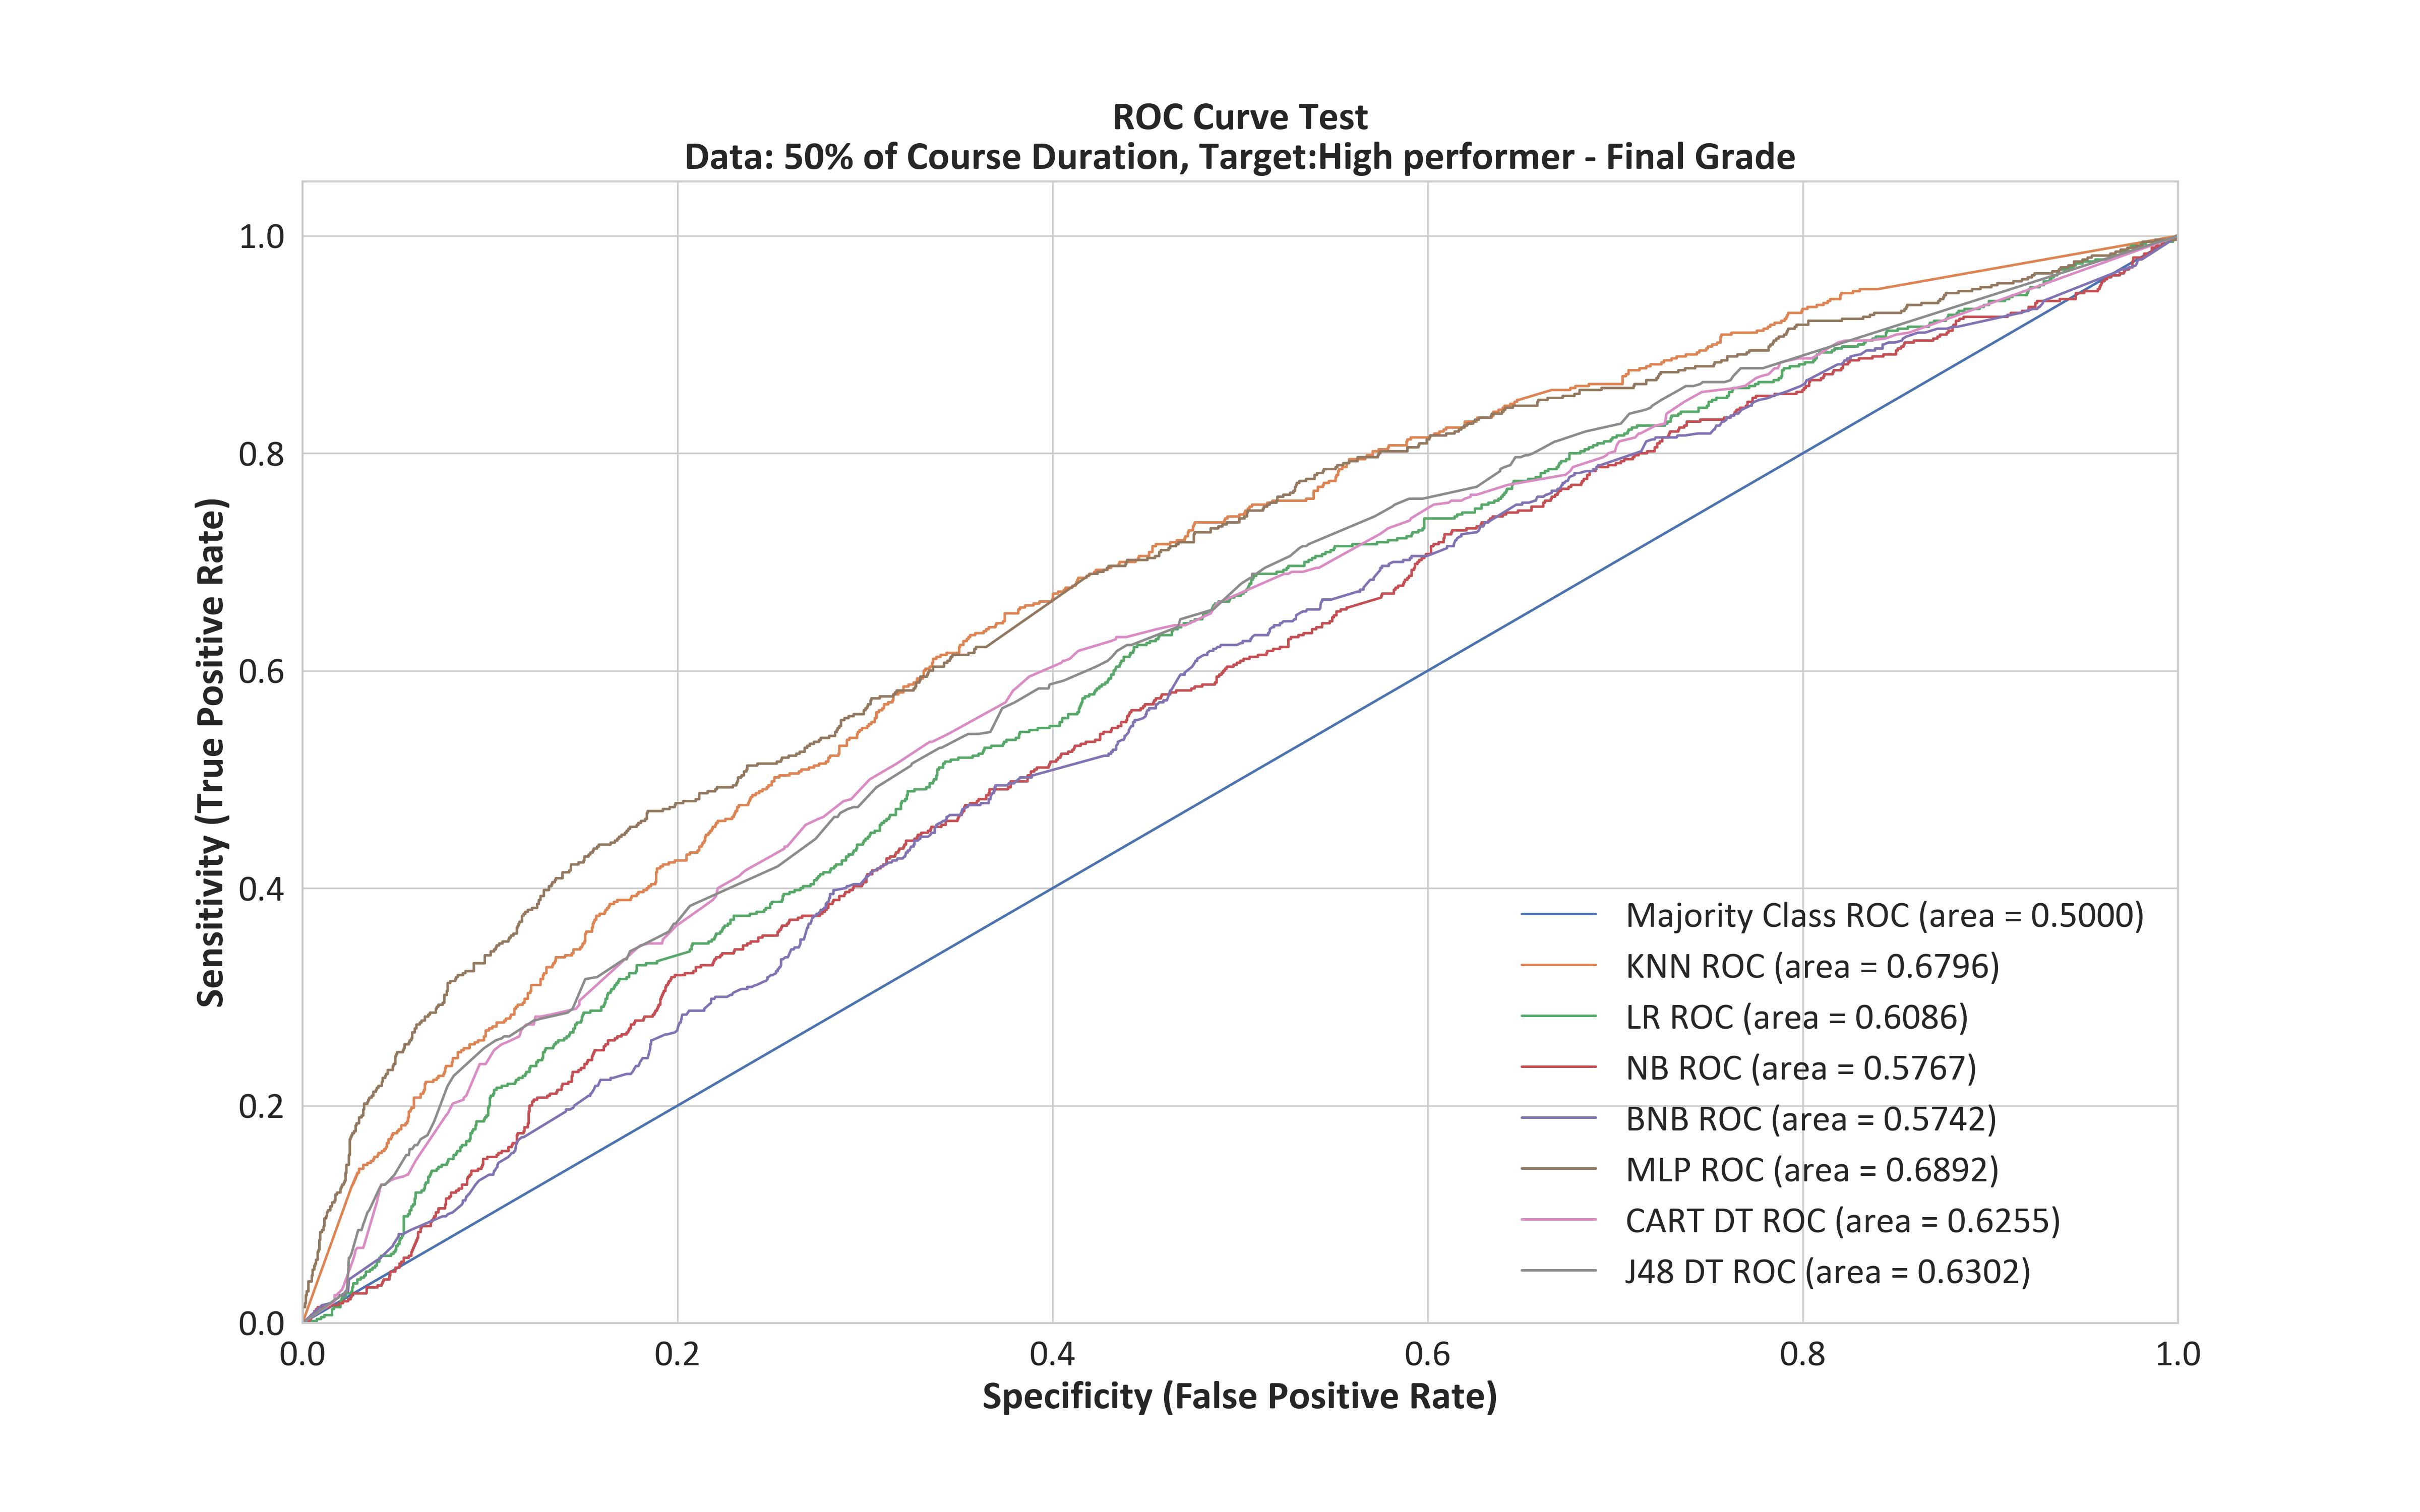 ROC Curve Test
Data: 50% of Course Duration, Target:High performer - Final Grade
Sensitivity (True Positive Rate)
1.0
0.8
0.6
0.4
0.2
0.0
Majority Class ROC (area = 0.5000)
KNN ROC (area = 0.6796)
LR ROC (area = 0.6086)
NB ROC (area = 0.5767)
BNB ROC (area = 0.5742)
MLP ROC (area = 0.6892)
CART DT ROC (area = 0.6255)
J48 DT ROC (area = 0.6302)
0.0 0.2 0.4 0.6 0.8 1.0
Specificity (False Positive Rate)